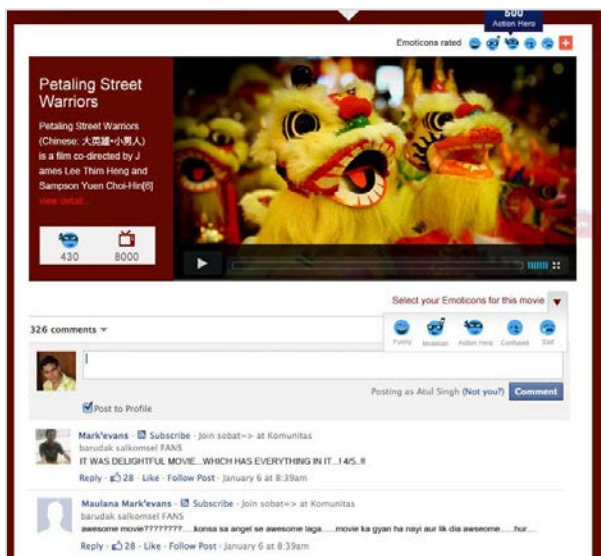 500
Action Hero
Emoticons rated
Petaling Street
Warriors
Petaling Street Warriors
(Chinese: 大英雄•小男人)
is a film co-directed by J
ames Lee Thim Heng and
Sampson Yuen Choi-Hin[6]
view detail...
430 8000
Select your Emoticons for this movie
326 comments
Funny Musician Action Hero Confused Sad
Posting as Atul Singh (Not you?) Comment
Post to Profile
Mark'evans · Subscribe · Join sobat=> at Komunitas
barudak salkomsel FANS
IT WAS DELIGHTFUL MOVIE...WHICH HAS EVERYTHING IN IT...! 4/5..!!
Reply · 28 · Like · Follow Post · January 6 at 8:39am
Maulana Mark'evans · Subscribe · Join sobat=> at Komunitas
barudak salkomsel FANS
awesome movie????????.....konsa sa angel se awesome laga......movie ka gyan ha nayi aur lik dia awseome......hur....
Reply · 28 · Like · Follow Post · January 6 at 8:39am